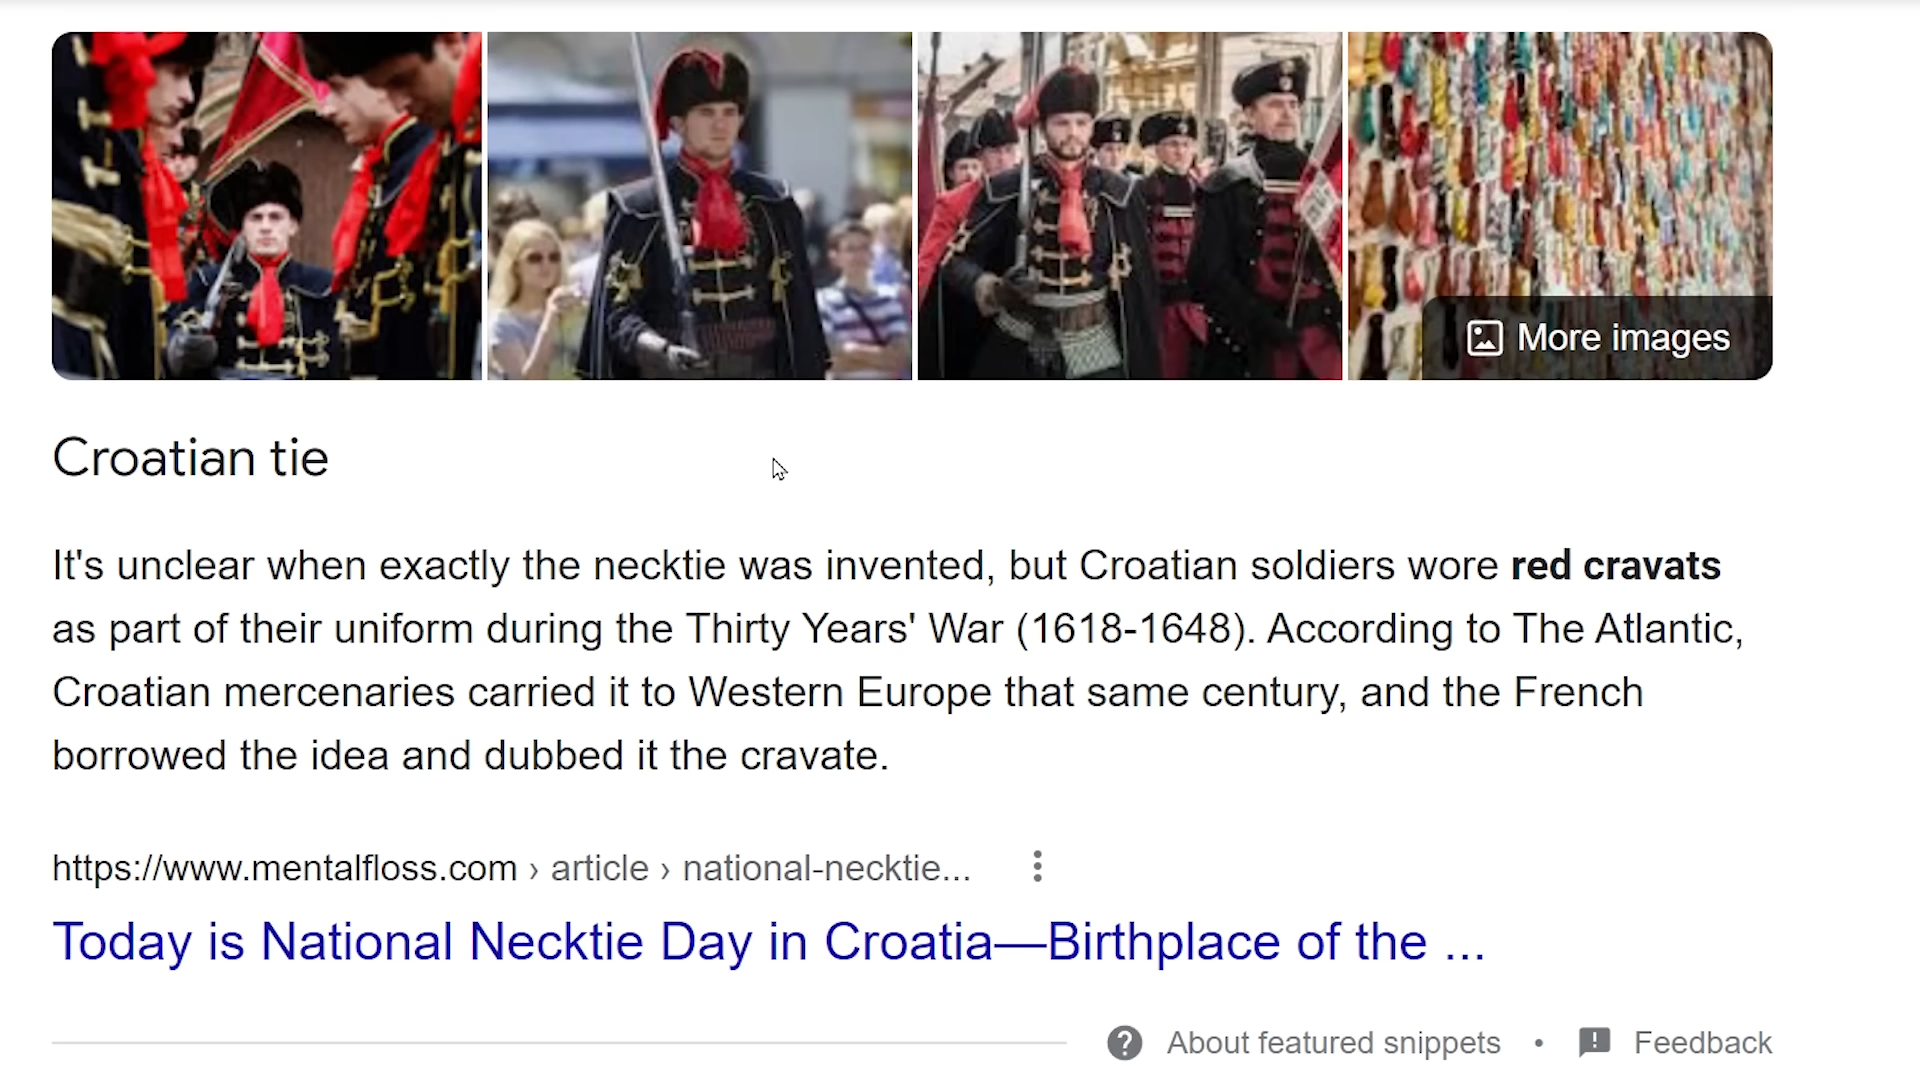 More images
Croatian tie
It's unclear when exactly the necktie was invented, but Croatian soldiers wore red cravats
as part of their uniform during the Thirty Years' War (1618-1648). According to The Atlantic,
Croatian mercenaries carried it to Western Europe that same century, and the French
borrowed the idea and dubbed it the cravate.
https://www.mentalfloss.com › article › national-necktie...
Today is National Necktie Day in Croatia—Birthplace of the ...
About featured snippets • Feedback